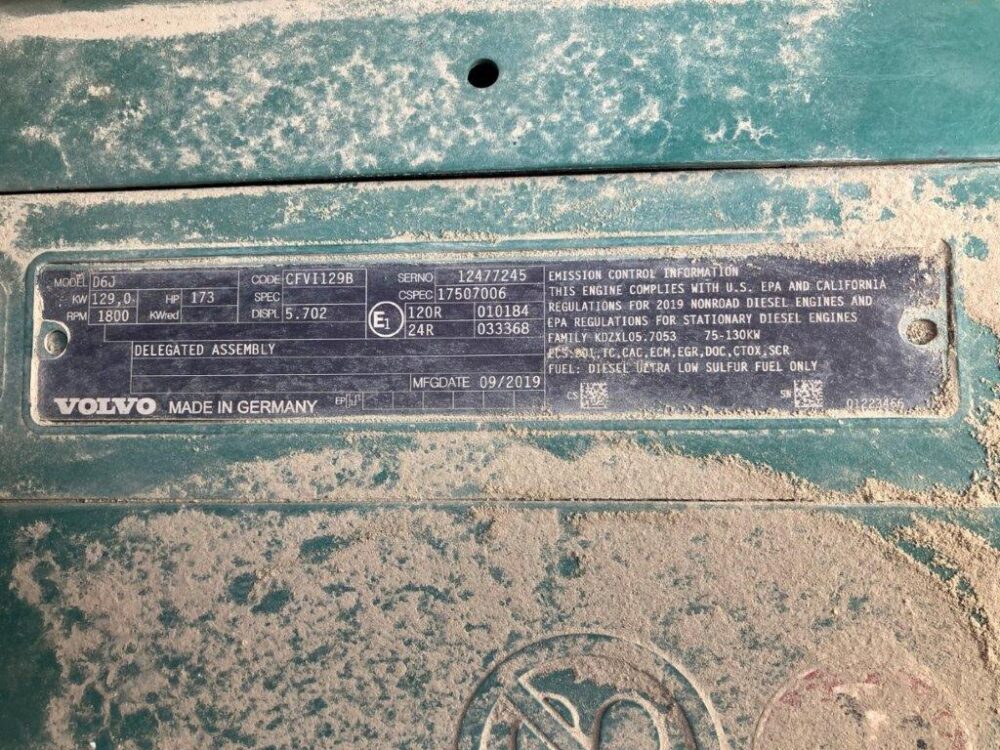 MODEL D6J CODE CFVI129B SERNO 12477245
KW 129,0 HP 173 SPEC CSPEC 17507006
RPM 1800 KWred DISPL 5.702 E1 120R 010184
24R 033368
DELEGATED ASSEMBLY
MFGDATE 09/2019
VOLVO MADE IN GERMANY EP
EMISSION CONTROL INFORMATION
THIS ENGINE COMPLIES WITH U.S. EPA AND CALIFORNIA
REGULATIONS FOR 2019 NONROAD DIESEL ENGINES AND
EPA REGULATIONS FOR STATIONARY DIESEL ENGINES
FAMILY KDZXL05.7053 75-130KW
TC,CAC,ECM,EGR,DOC,CTOX,SCR
FUEL: DIESEL ULTRA LOW SULFUR FUEL ONLY
CS SN 01223466